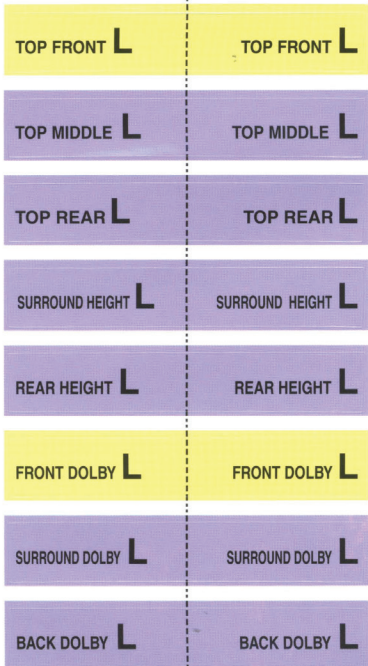 TOP FRONT L TOP FRONT L
TOP MIDDLE L TOP MIDDLE L
TOP REAR L TOP REAR L
SURROUND HEIGHT L SURROUND HEIGHT L
REAR HEIGHT L REAR HEIGHT L
FRONT DOLBY L FRONT DOLBY L
SURROUND DOLBY L SURROUND DOLBY L
BACK DOLBY L BACK DOLBY L